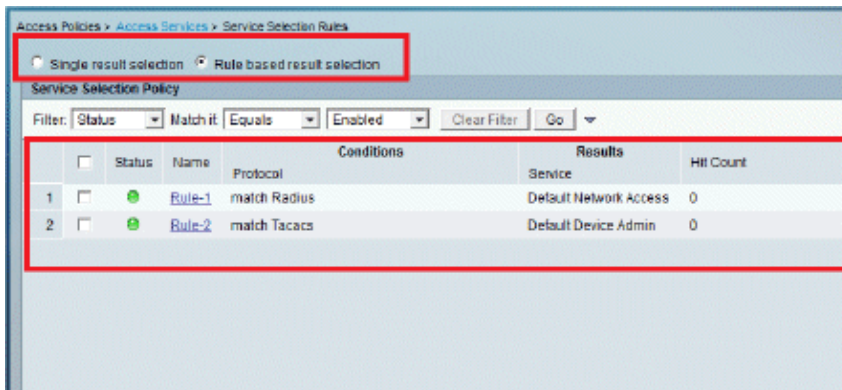 Access Policies > Access Services > Service Selection Rules
Single result selection Rule based result selection
Service Selection Policy
Filter: Status Match if: Equals Enabled Clear Filter Go
Status Name Conditions Protocol Results Service Hit Count
1 Rule-1 match Radius Default Network Access 0
2 Rule-2 match Tacacs Default Device Admin 0